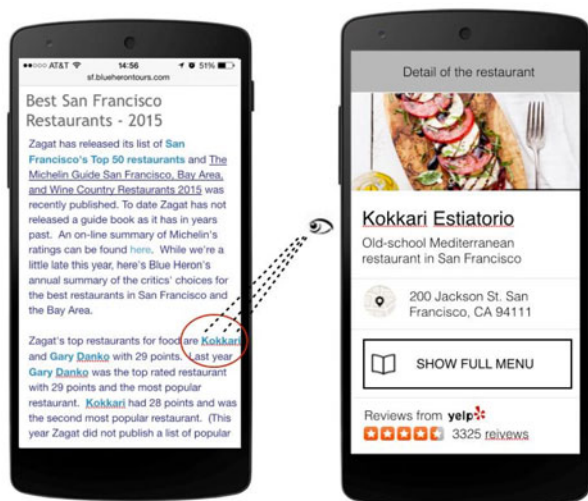 ●●○○○ AT&T 14:56 51%
sf.blueherontours.com
Best San Francisco
Restaurants - 2015
Zagat has released its list of San
Francisco's Top 50 restaurants and The
Michelin Guide San Francisco, Bay Area,
and Wine Country Restaurants 2015 was
recently published. To date Zagat has not
released a guide book as it has in years
past. An on-line summary of Michelin's
ratings can be found here. While we're a
little late this year, here's Blue Heron's
annual summary of the critics' choices for
the best restaurants in San Francisco and
the Bay Area.
Zagat's top restaurants for food are Kokkari
and Gary Danko with 29 points. Last year
Gary Danko was the top rated restaurant
with 29 points and the most popular
restaurant. Kokkari had 28 points and was
the second most popular restaurant. (This
year Zagat did not publish a list of popular
Detail of the restaurant
Kokkari Estiatorio
Old-school Mediterranean
restaurant in San Francisco
200 Jackson St. San
Francisco, CA 94111
SHOW FULL MENU
Reviews from yelp
3325 reivews